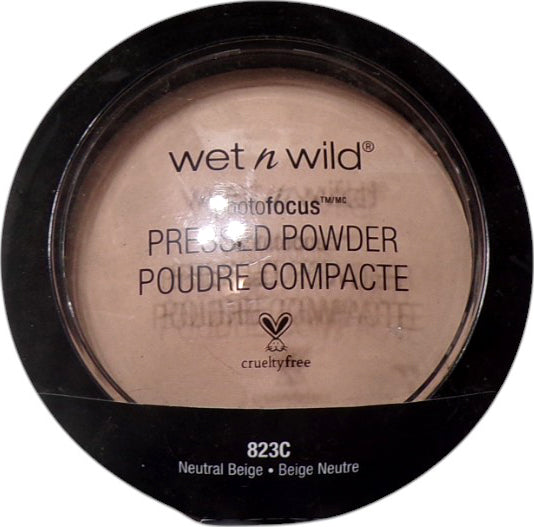 wet n wild®
photofocus™/MC
PRESSED POWDER
POUDRE COMPACTE
crueltyfree
823C
Neutral Beige • Beige Neutre